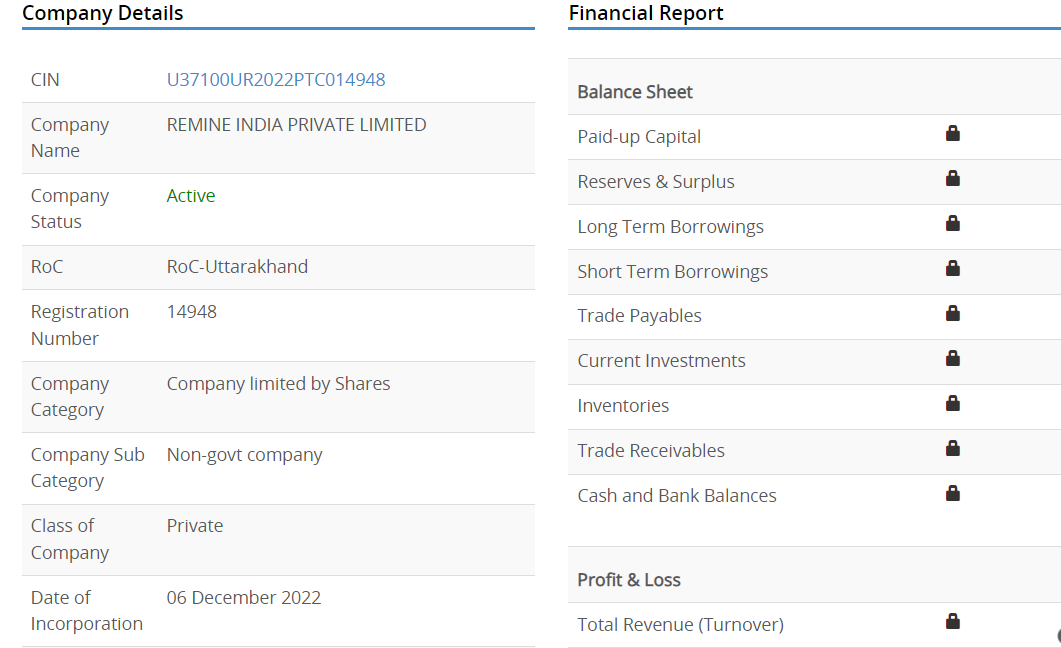 Company Details
CIN U37100UR2022PTC014948
Company Name REMINE INDIA PRIVATE LIMITED
Company Status Active
RoC RoC-Uttarakhand
Registration Number 14948
Company Category Company limited by Shares
Company Sub Category Non-govt company
Class of Company Private
Date of Incorporation 06 December 2022
Financial Report
Balance Sheet
Paid-up Capital
Reserves & Surplus
Long Term Borrowings
Short Term Borrowings
Trade Payables
Current Investments
Inventories
Trade Receivables
Cash and Bank Balances
Profit & Loss
Total Revenue (Turnover)